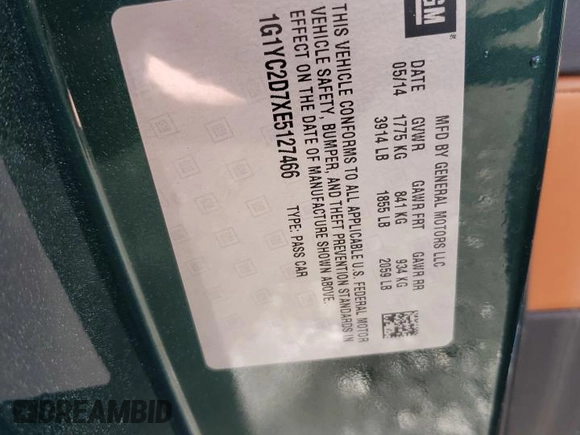 GM
®
MFD BY GENERAL MOTORS LLC
DATE GVWR GAWR FRT GAWR RR
05/14 1775 KG 841 KG 934 KG
3914 LB 1855 LB 2059 LB
THIS VEHICLE CONFORMS TO ALL APPLICABLE U.S. FEDERAL MOTOR
VEHICLE SAFETY, BUMPER, AND THEFT PREVENTION STANDARDS IN
EFFECT ON THE DATE OF MANUFACTURE SHOWN ABOVE.
1G1YC2D7XE5127466 TYPE: PASS CAR
DREAMBID